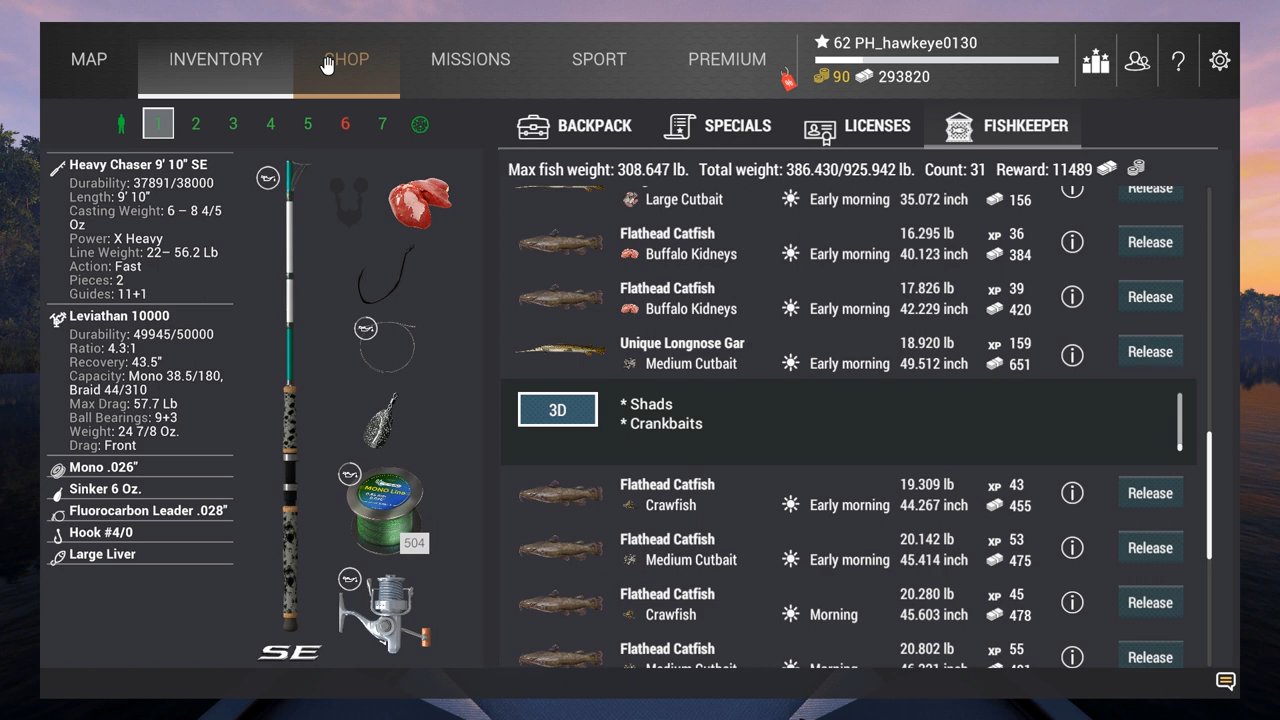 MAP INVENTORY SHOP MISSIONS SPORT PREMIUM
62 PH_hawkeye0130
90 293820
1 2 3 4 5 6 7
BACKPACK SPECIALS LICENSES FISHKEEPER
Heavy Chaser 9' 10" SE
Durability: 37891/38000
Length: 9' 10"
Casting Weight: 6 – 8 4/5
Oz
Power: X Heavy
Line Weight: 22– 56.2 Lb
Action: Fast
Pieces: 2
Guides: 11+1
Leviathan 10000
Durability: 49945/50000
Ratio: 4.3:1
Recovery: 43.5"
Capacity: Mono 38.5/180,
Braid 44/310
Max Drag: 57.7 Lb
Ball Bearings: 9+3
Weight: 24 7/8 Oz.
Drag: Front
Mono .026"
Sinker 6 Oz.
Fluorocarbon Leader .028"
Hook #4/0
Large Liver
MONO Line
504
SE
Max fish weight: 308.647 lb. Total weight: 386.430/925.942 lb. Count: 31 Reward: 11489
Release
Large Cutbait Early morning 35.072 inch 156
Flathead Catfish 16.295 lb XP 36
Buffalo Kidneys Early morning 40.123 inch 384
Release
Flathead Catfish 17.826 lb XP 39
Buffalo Kidneys Early morning 42.229 inch 420
Release
Unique Longnose Gar 18.920 lb XP 159
Medium Cutbait Early morning 49.512 inch 651
Release
3D
* Shads
* Crankbaits
Flathead Catfish 19.309 lb XP 43
Crawfish Early morning 44.267 inch 455
Release
Flathead Catfish 20.142 lb XP 53
Medium Cutbait Early morning 45.414 inch 475
Release
Flathead Catfish 20.280 lb XP 45
Crawfish Morning 45.603 inch 478
Release
Flathead Catfish 20.802 lb XP 55
Medium Cutbait Morning
Release